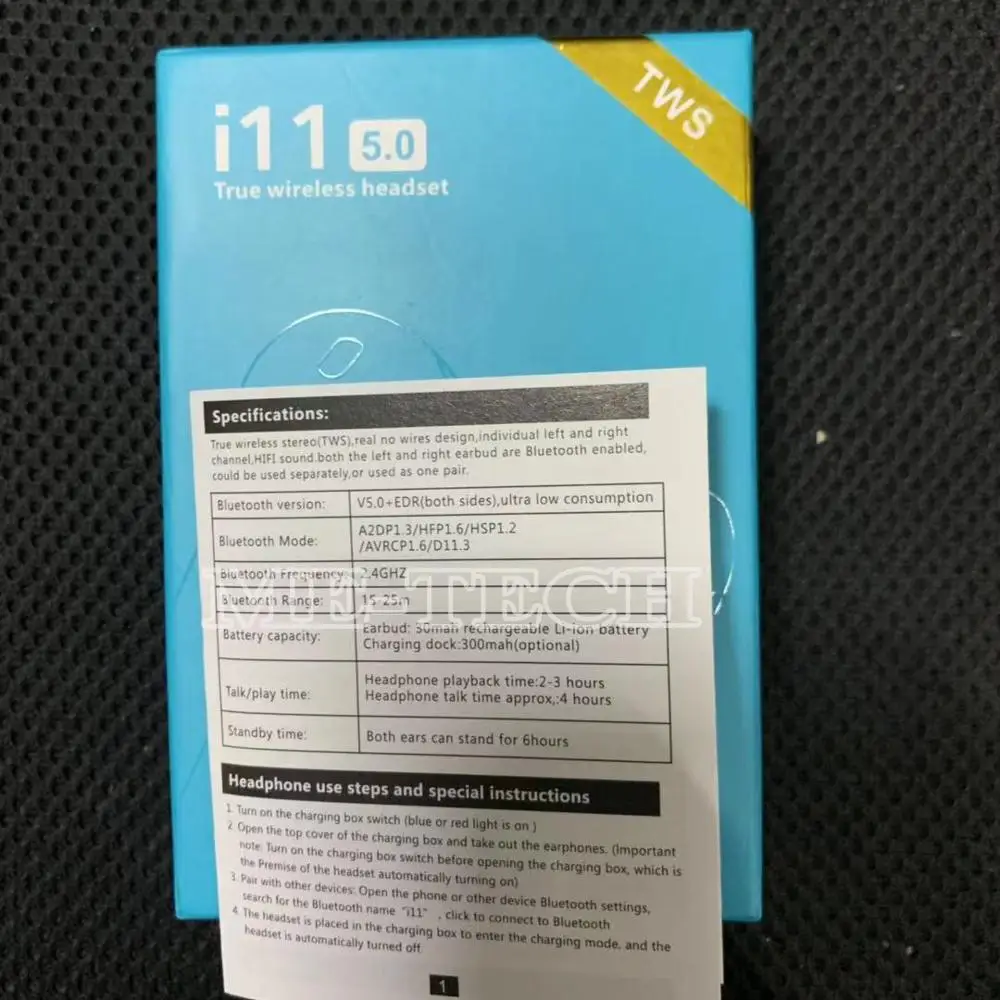 TWS
i11 5.0
True wireless headset
Specifications:
True wireless stereo(TWS),real no wires design,individual left and right
channel,HIFI sound.both the left and right earbud are Bluetooth enabled,
could be used separately,or used as one pair.
Bluetooth version: V5.0+EDR(both sides),ultra low consumption
Bluetooth Mode: A2DP1.3/HFP1.6/HSP1.2
/AVRCP1.6/D11.3
Bluetooth Frequency: 2.4GHZ
Bluetooth Range: 15-25m
ME-TECH
Battery capacity: Earbud: 30mah rechargeable Li-ion battery
Charging dock:300mah(optional)
Talk/play time: Headphone playback time:2-3 hours
Headphone talk time approx,:4 hours
Standby time: Both ears can stand for 6hours
Headphone use steps and special instructions
1. Turn on the charging box switch (blue or red light is on )
2. Open the top cover of the charging box and take out the earphones. (Important
note: Turn on the charging box switch before opening the charging box, which is
the Premise of the headset automatically turning on)
3. Pair with other devices: Open the phone or other device Bluetooth settings,
search for the Bluetooth name "i11" , click to connect to Bluetooth
4. The headset is placed in the charging box to enter the charging mode, and the
headset is automatically turned off
1